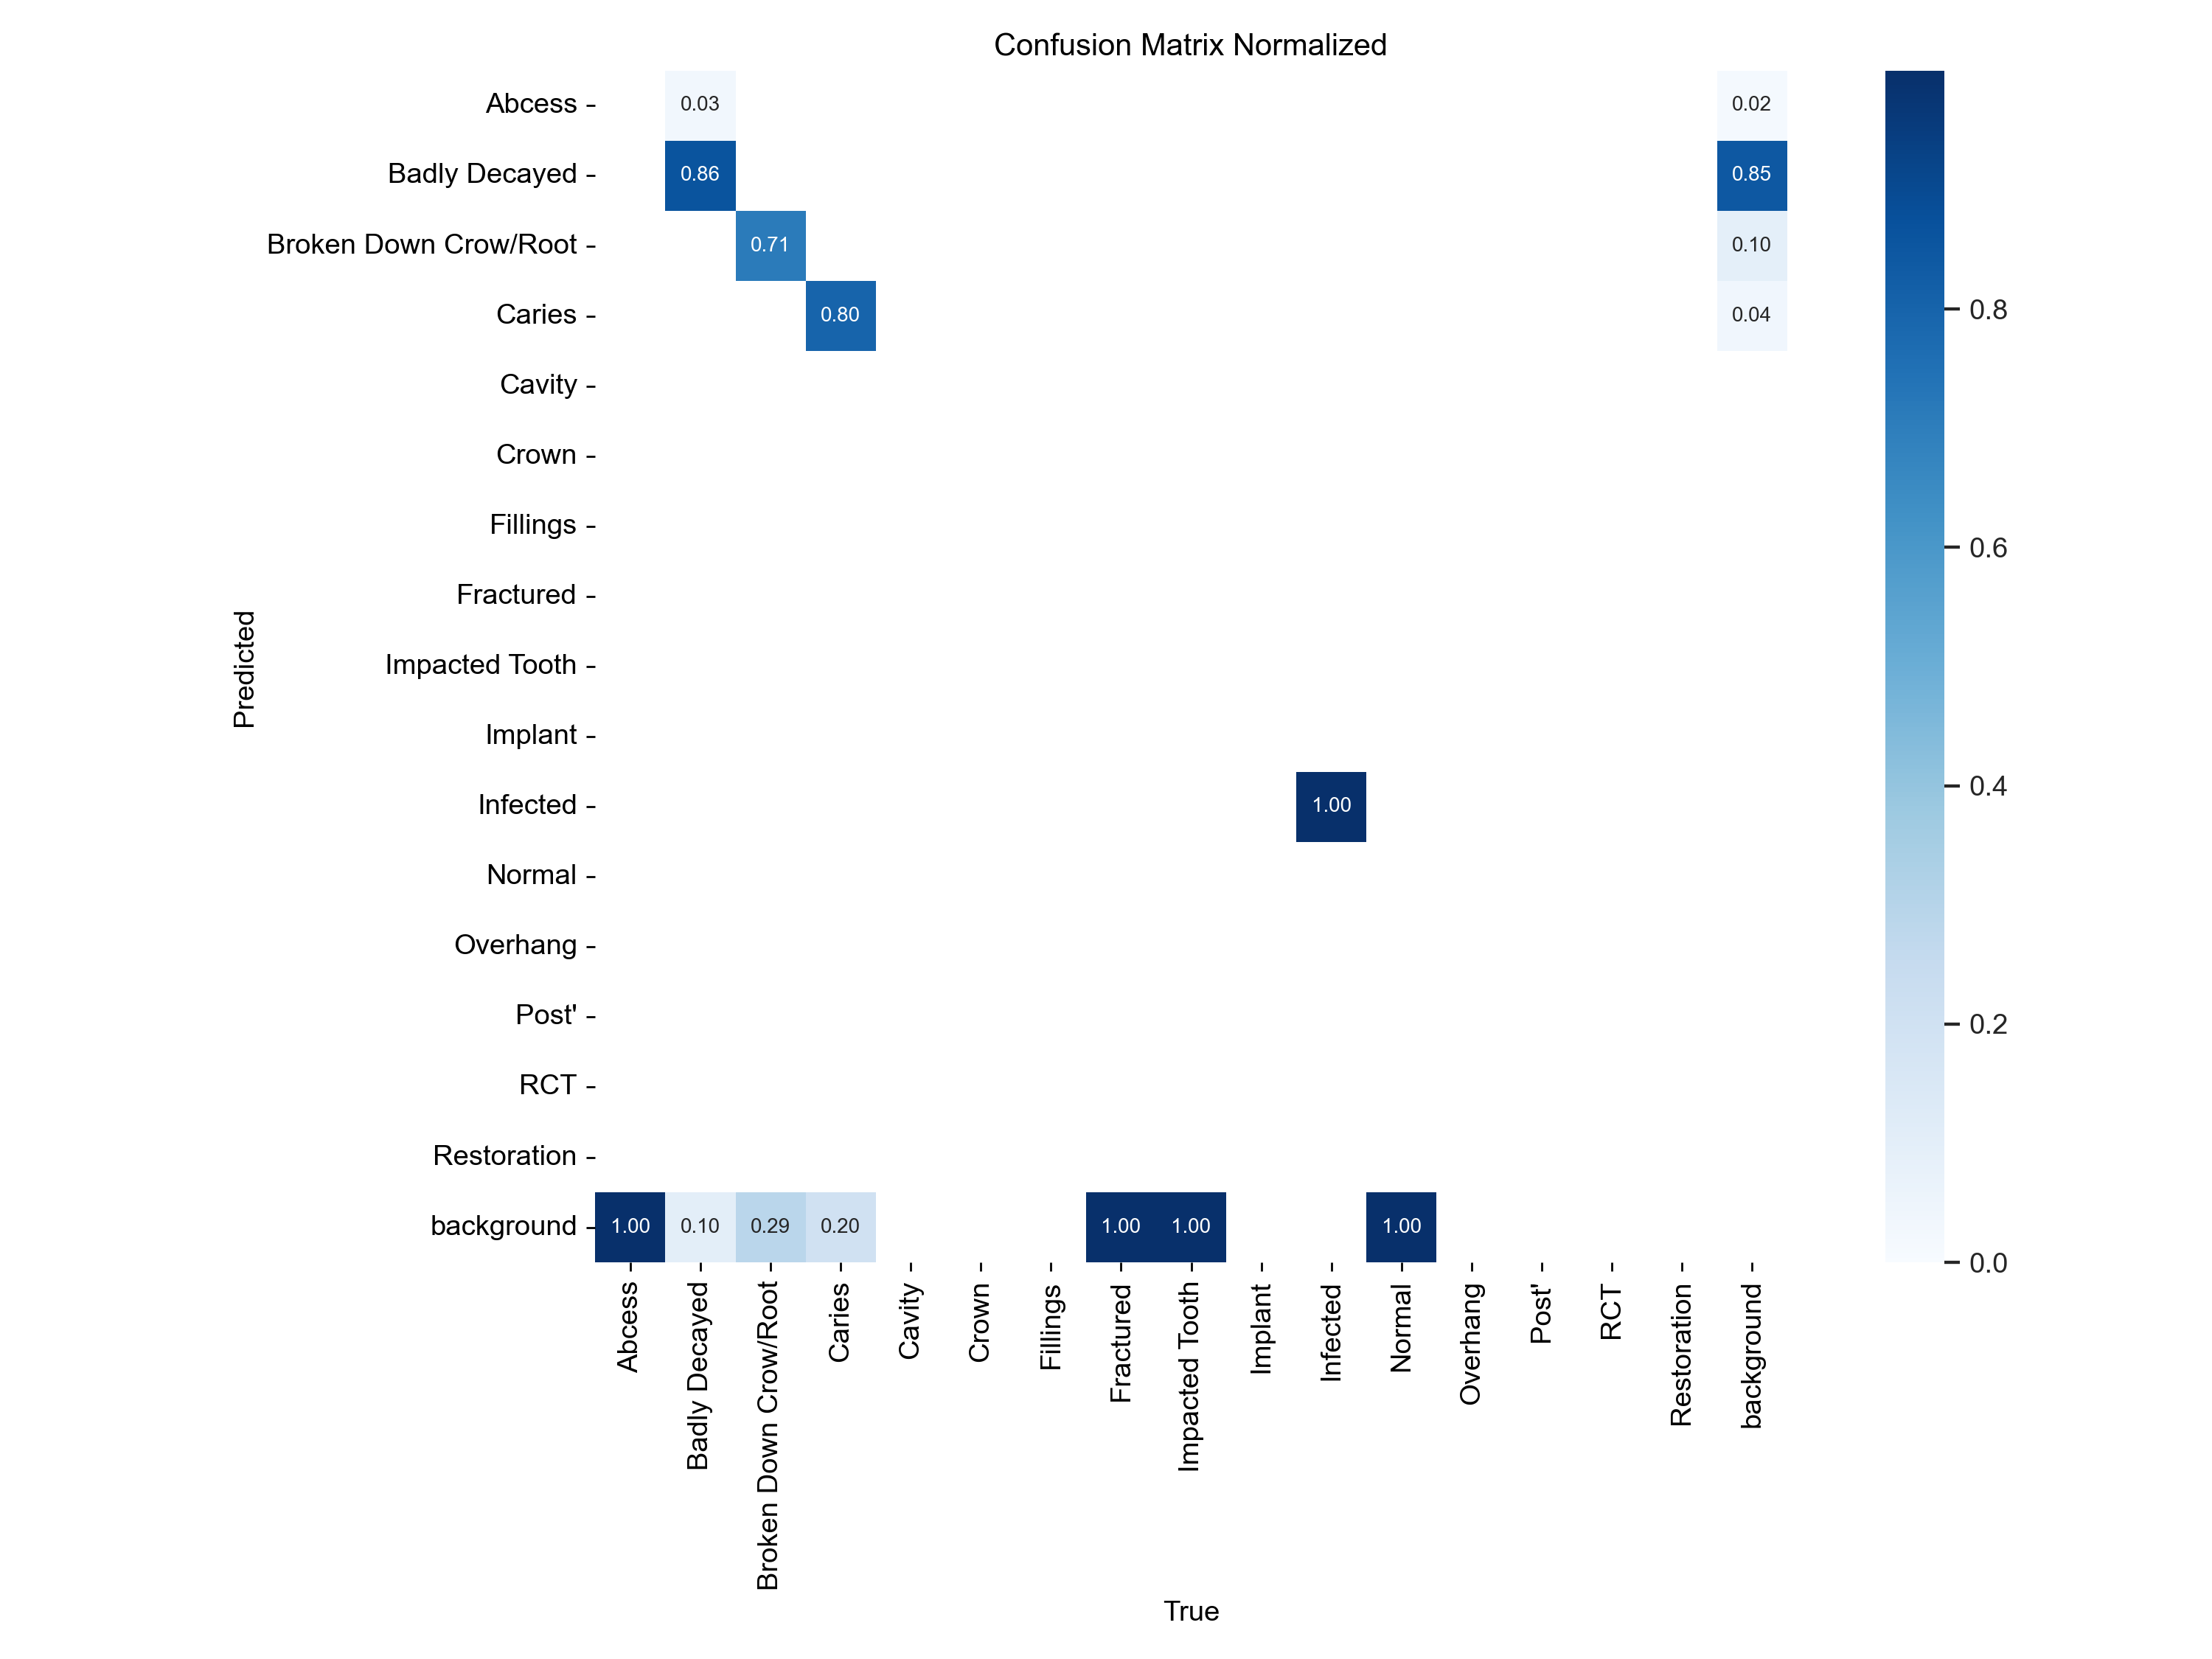 Confusion Matrix Normalized
Abcess 0.03 0.02
Badly Decayed 0.86 0.85
Broken Down Crow/Root 0.71 0.10
Caries 0.80 0.04
Cavity
Crown
Fillings
Fractured
Impacted Tooth
Implant
Infected 1.00
Normal
Overhang
Post'
RCT
Restoration
background 1.00 0.10 0.29 0.20 1.00 1.00 1.00
Predicted
Abcess
Badly Decayed
Broken Down Crow/Root
Caries
Cavity
Crown
Fillings
Fractured
Impacted Tooth
Implant
Infected
Normal
Overhang
Post'
RCT
Restoration
background
True
0.8
0.6
0.4
0.2
0.0